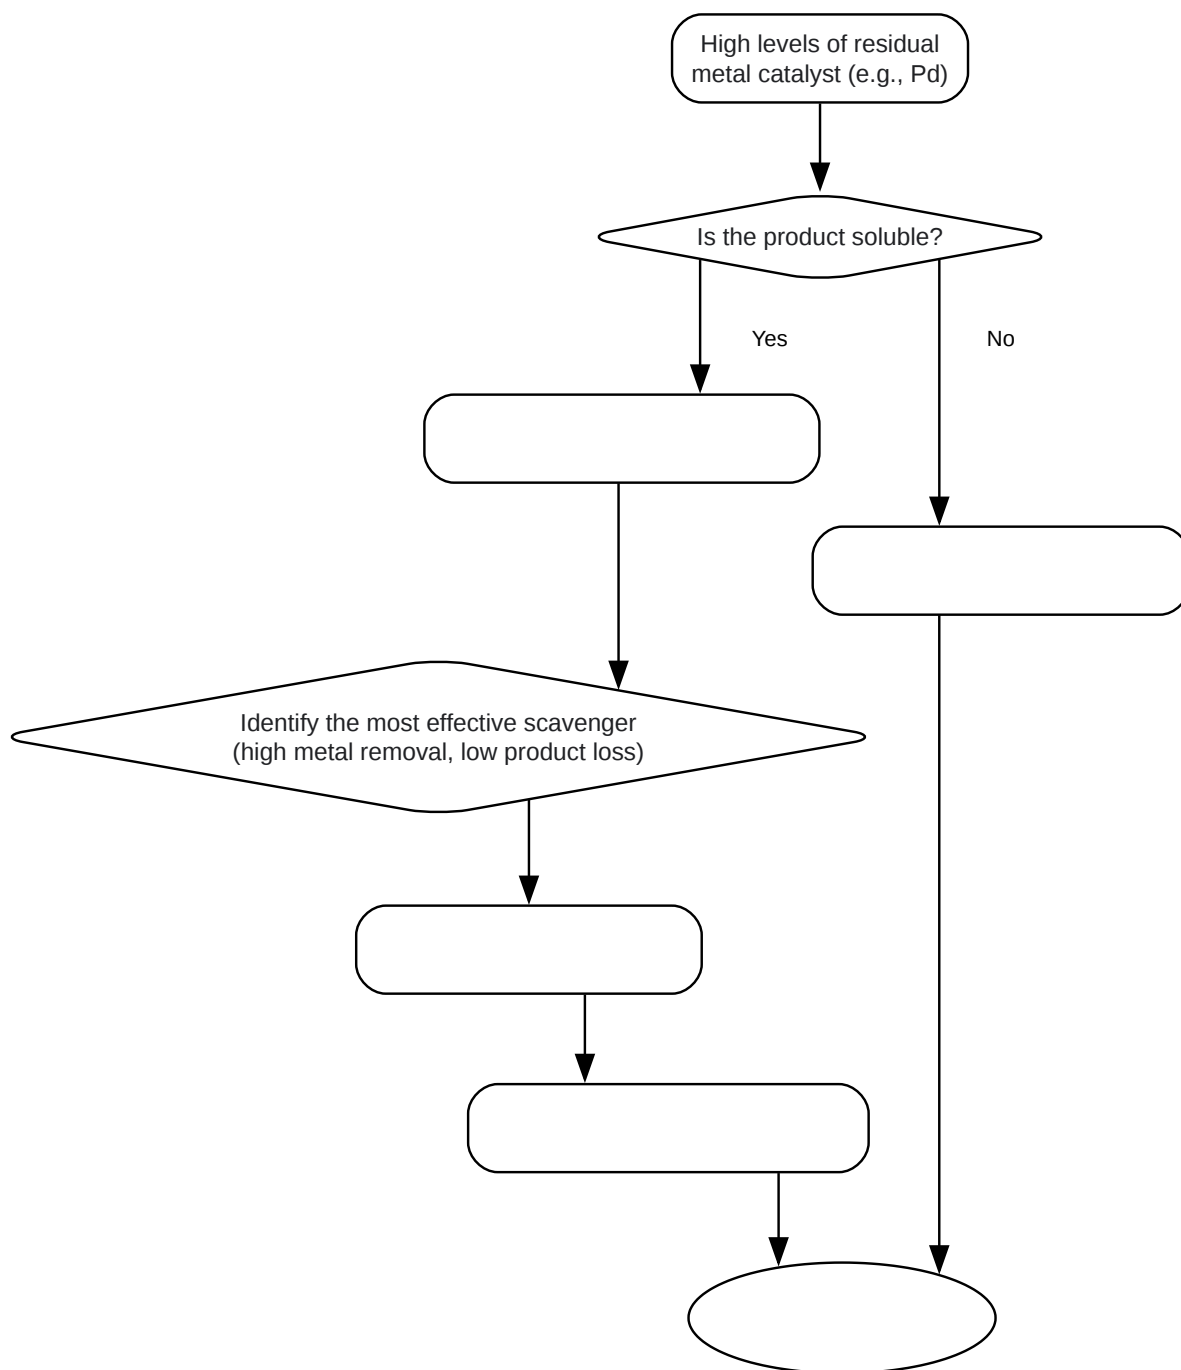 High levels of residual
metal catalyst (e.g., Pd)
Is the product soluble?
Yes
No
Identify the most effective scavenger
(high metal removal, low product loss)